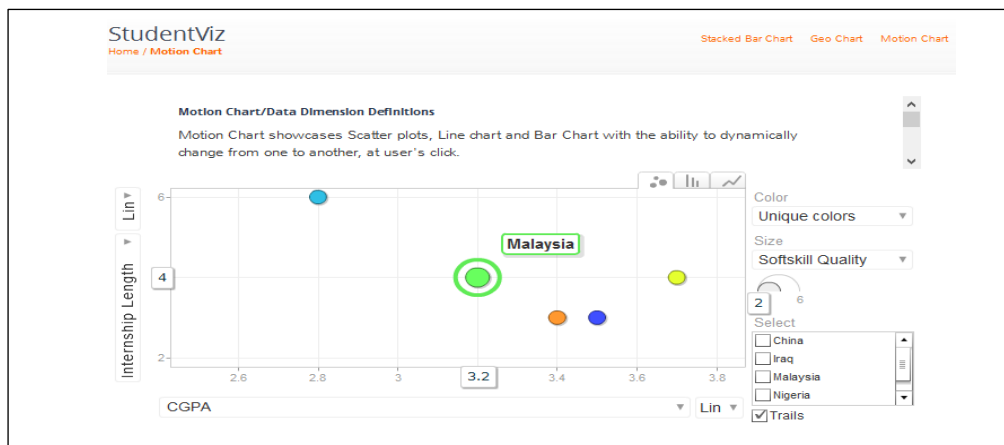 StudentViz
Home / Motion Chart
Stacked Bar Chart Geo Chart Motion Chart
Motion Chart/Data Dimension Definitions
Motion Chart showcases Scatter plots, Line chart and Bar Chart with the ability to dynamically
change from one to another, at user's click.
Lin
Internship Length
6
4
2
Malaysia
2.6 2.8 3 3.2 3.4 3.6 3.8
CGPA Lin
Color
Unique colors
Size
Softskill Quality
2 6
Select
China
Iraq
Malaysia
Nigeria
Trails